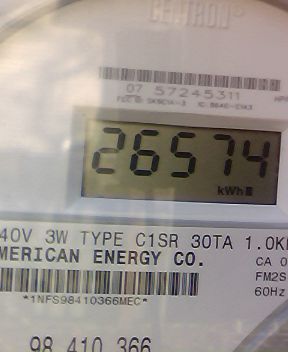 CENTRON®
07 57245311
26574
kWh
40V 3W TYPE C1SR 30TA 1.0K
MERICAN ENERGY CO.
CA 0
FM2S
60Hz
*1NFS98410366MEC*
98 410 366